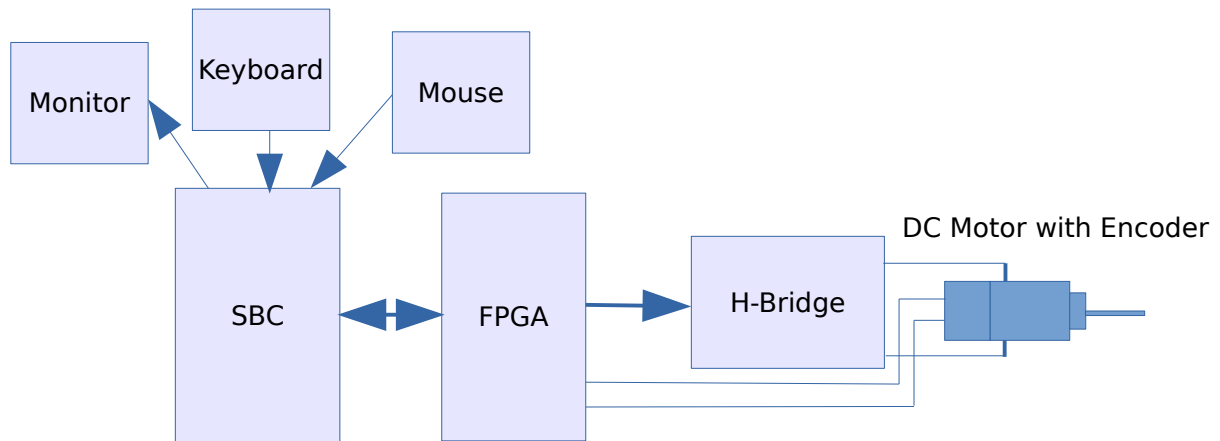 Keyboard
Monitor
Mouse
DC Motor with Encoder
SBC
FPGA
H-Bridge